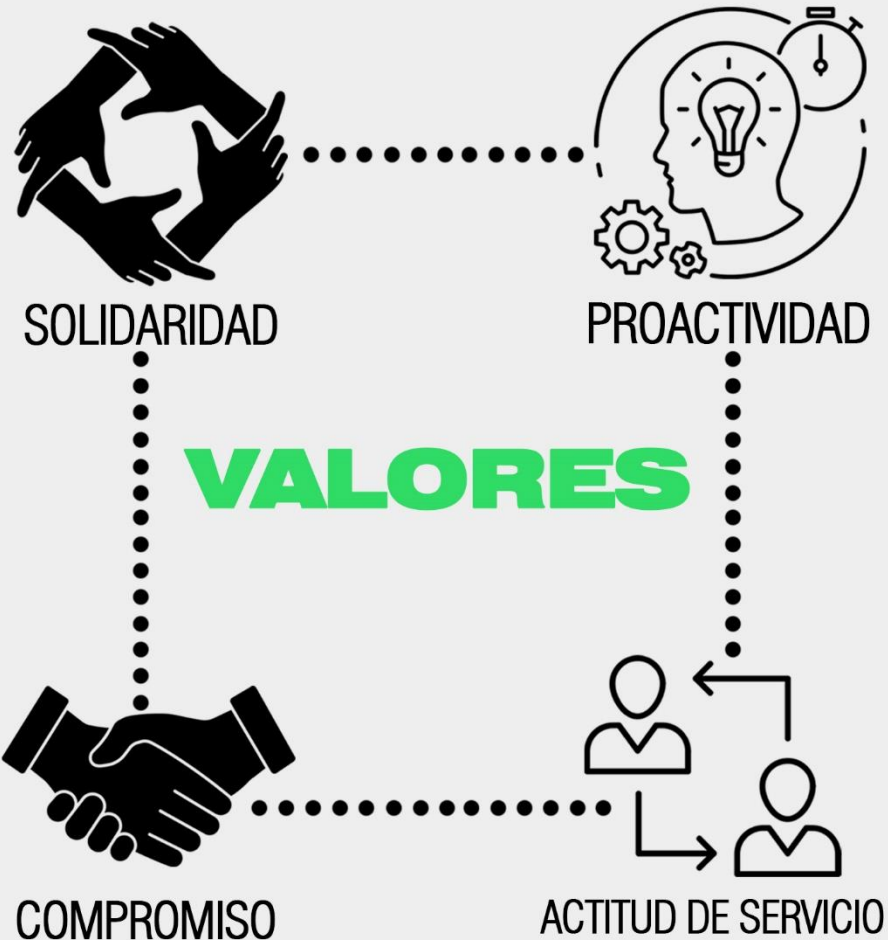 SOLIDARIDAD
PROACTIVIDAD
VALORES
COMPROMISO
ACTITUD DE SERVICIO